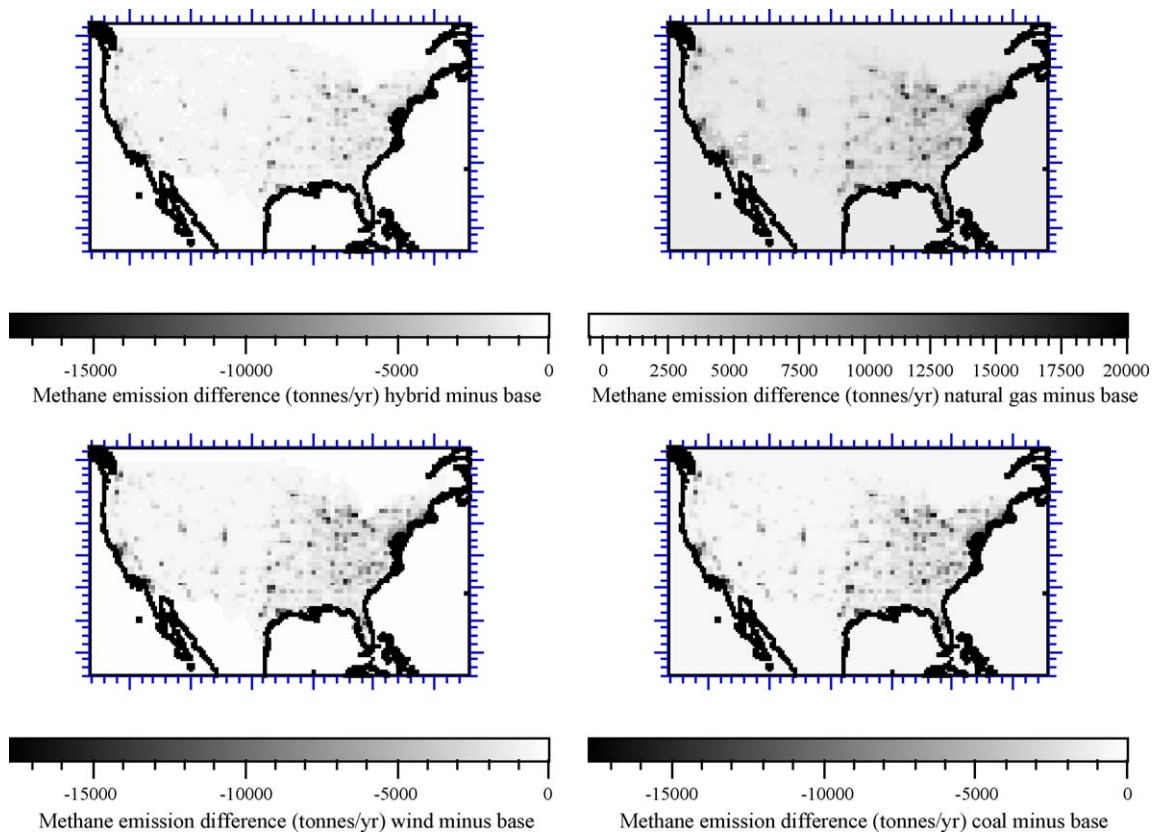 -15000 -10000 -5000 0
Methane emission difference (tonnes/yr) hybrid minus base
0 2500 5000 7500 10000 12500 15000 17500 20000
Methane emission difference (tonnes/yr) natural gas minus base
-15000 -10000 -5000 0
Methane emission difference (tonnes/yr) wind minus base
-15000 -10000 -5000 0
Methane emission difference (tonnes/yr) coal minus base